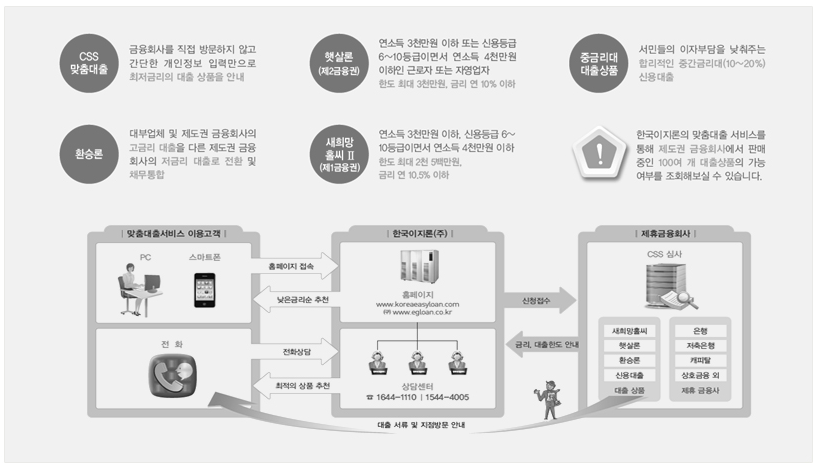 CSS
맞춤대출
금융회사를 직접 방문하지 않고
간단한 개인정보 입력만으로
최저금리의 대출 상품을 안내
햇살론
(제2금융권)
연소득 3천만원 이하 또는 신용등급
6~10등급이면서 연소득 4천만원
이하인 근로자 또는 자영업자
한도 최대 3천만원, 금리 연 10% 이하
중금리대
대출상품
서민들의 이자부담을 낮춰주는
합리적인 중간금리대(10~20%)
신용대출
환승론
대부업체 및 제도권 금융회사의
고금리 대출을 다른 제도권 금융
회사의 저금리 대출로 전환 및
채무통합
새희망
홀씨 II
(제1금융권)
연소득 3천만원 이하, 신용등급 6~
10등급이면서 연소득 4천만원 이하
한도 최대 2천 5백만원,
금리 연 10.5% 이하
!
한국이지론의 맞춤대출 서비스를
통해 제도권 금융회사에서 판매
중인 100여 개 대출상품의 가능
여부를 조회해보실 수 있습니다.
| 맞춤대출서비스 이용고객 |
PC
스마트폰
전 화
홈페이지 접속
낮은금리순 추천
전화상담
최적의 상품 추천
| 한국이지론(주) |
홈페이지
www.koreaeasyloan.com
(구) www.egloan.co.kr
상담센터
☎ 1644-1110 | 1544-4005
신청접수
금리, 대출한도 안내
| 제휴금융회사 |
CSS 심사
새희망홀씨
햇살론
환승론
신용대출
대출 상품
은행
저축은행
캐피탈
상호금융 외
제휴 금융사
대출 서류 및 지점방문 안내